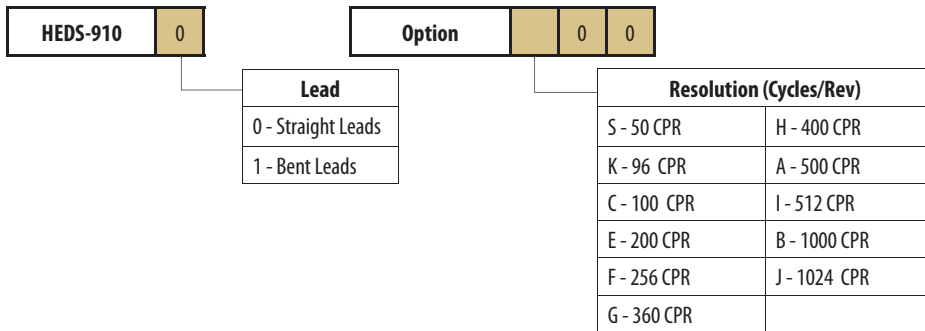 HEDS-910 0 Option 0 0
Lead
0 - Straight Leads
1 - Bent Leads
Resolution (Cycles/Rev)
S - 50 CPR H - 400 CPR
K - 96 CPR A - 500 CPR
C - 100 CPR I - 512 CPR
E - 200 CPR B - 1000 CPR
F - 256 CPR J - 1024 CPR
G - 360 CPR